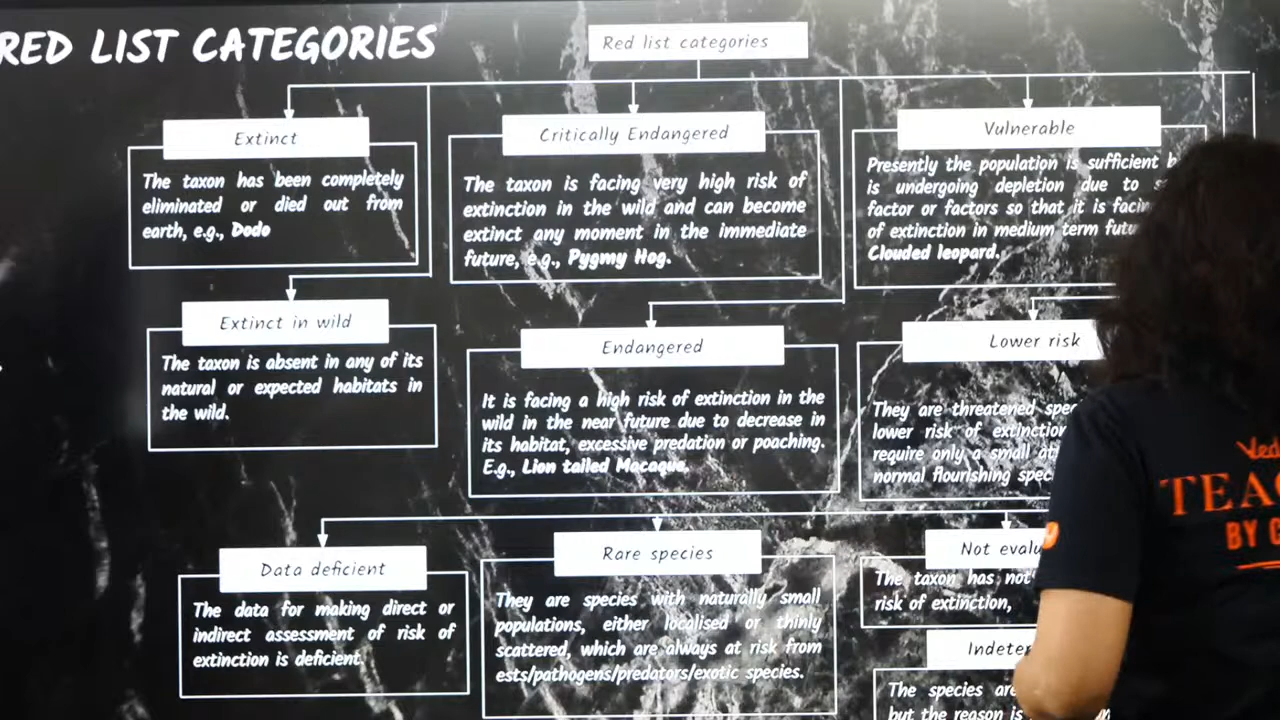 RED LIST CATEGORIES
Red list categories
Extinct
The taxon has been completely
eliminated or died out from
earth, e.g., Dodo
Critically Endangered
The taxon is facing very high risk of
extinction in the wild and can become
extinct any moment in the immediate
future, e.g., Pygmy Hog.
Vulnerable
Presently the population is sufficient
is undergoing depletion due to
factor or factors so that it is
of extinction in medium term
Clouded leopard.
Extinct in wild
The taxon is absent in any of its
natural or expected habitats in
the wild.
Endangered
It is facing a high risk of extinction in the
wild in the near future due to decrease in
its habitat, excessive predation or poaching.
E.g., Lion tailed Macaque.
Lower risk
They are threatened
lower risk of extinction
require only a small
normal flourishing
Data deficient
The data for making direct or
indirect assessment of risk of
extinction is deficient.
Rare species
They are species with naturally small
populations, either localised or thinly
scattered, which are always at risk from
ests/pathogens/predators/exotic species.
Not
The taxon has not
risk of extinction,
The species are
but the reason is
BY